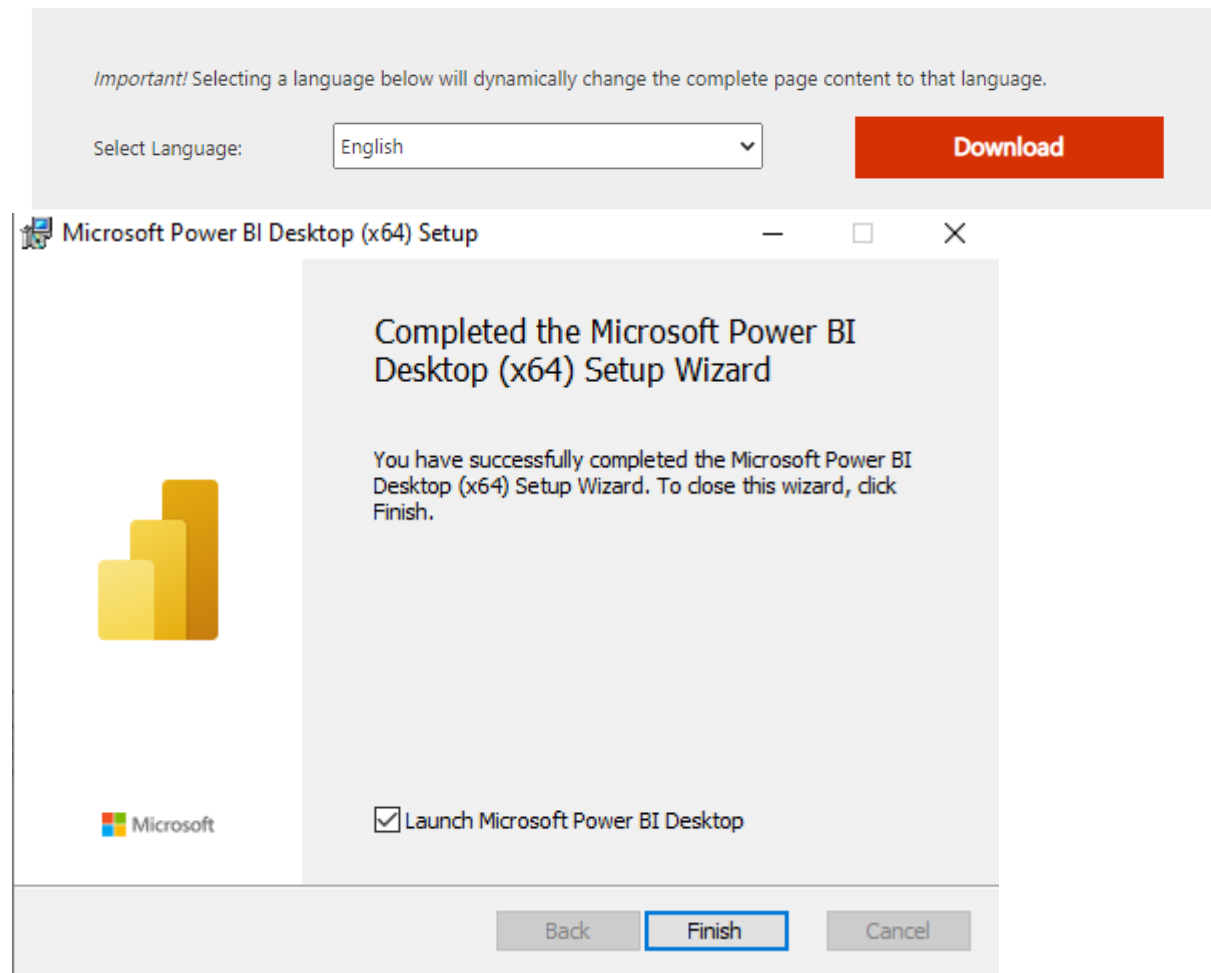 Important! Selecting a language below will dynamically change the complete page content to that language.
Select Language:
English
Download
Microsoft Power BI Desktop (x64) Setup
Completed the Microsoft Power BI
Desktop (x64) Setup Wizard
You have successfully completed the Microsoft Power BI
Desktop (x64) Setup Wizard. To close this wizard, click
Finish.
Microsoft
Launch Microsoft Power BI Desktop
Back
Finish
Cancel